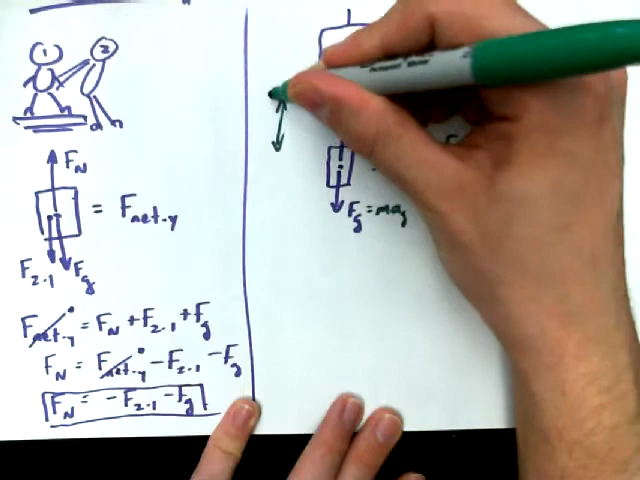 1 2
F_N
= F_net-y
F_2-1 F_g
F_net-y = F_N + F_2-1 + F_g
F_N = F_net-y - F_2-1 - F_g
F_N = - F_2-1 - F_g
F_g = ma_g